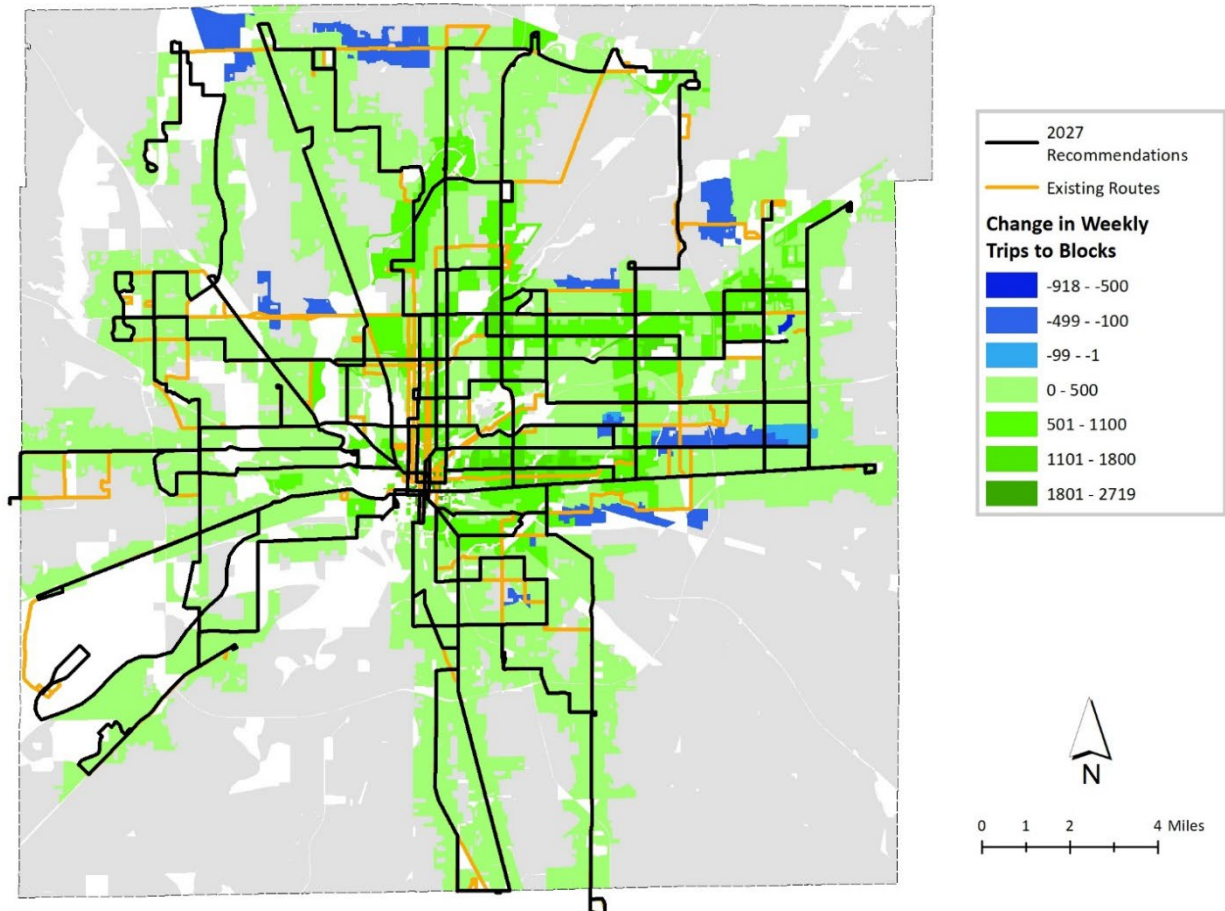 2027
Recommendations
Existing Routes
Change in Weekly
Trips to Blocks
-918 - -500
-499 - -100
-99 - -1
0 - 500
501 - 1100
1101 - 1800
1801 - 2719
N
0 1 2 4 Miles